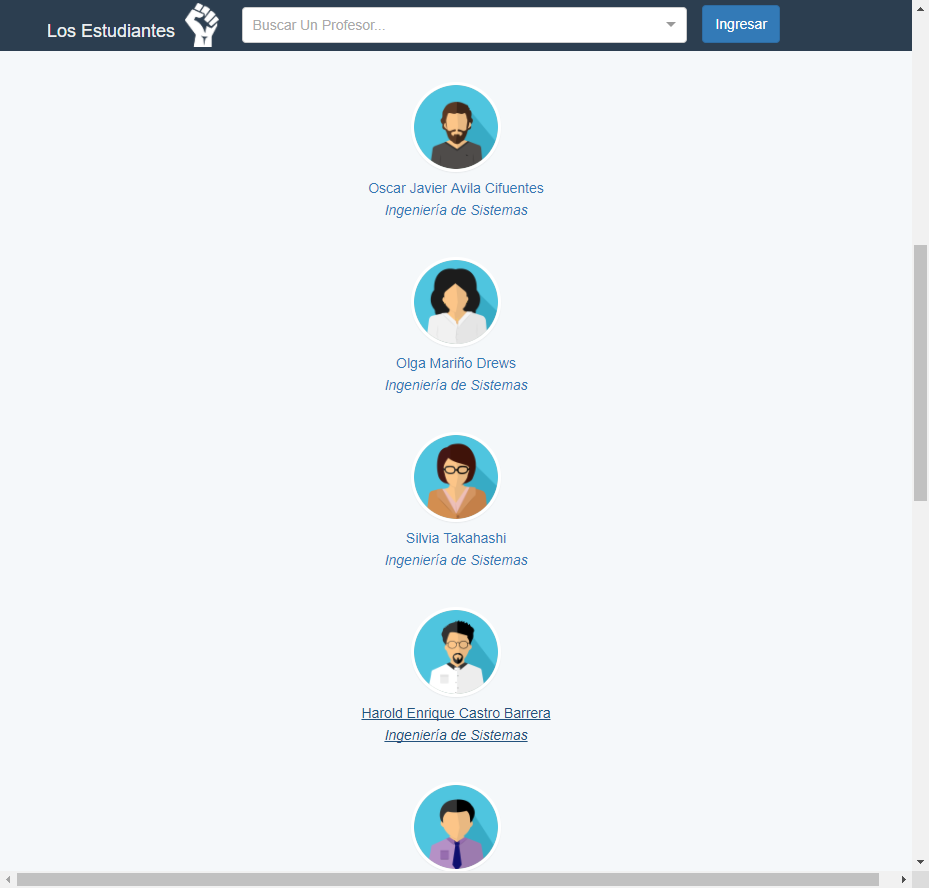 Los Estudiantes
Buscar Un Profesor...
Ingresar
Oscar Javier Avila Cifuentes
Ingeniería de Sistemas
Olga Mariño Drews
Ingeniería de Sistemas
Silvia Takahashi
Ingeniería de Sistemas
Harold Enrique Castro Barrera
Ingeniería de Sistemas